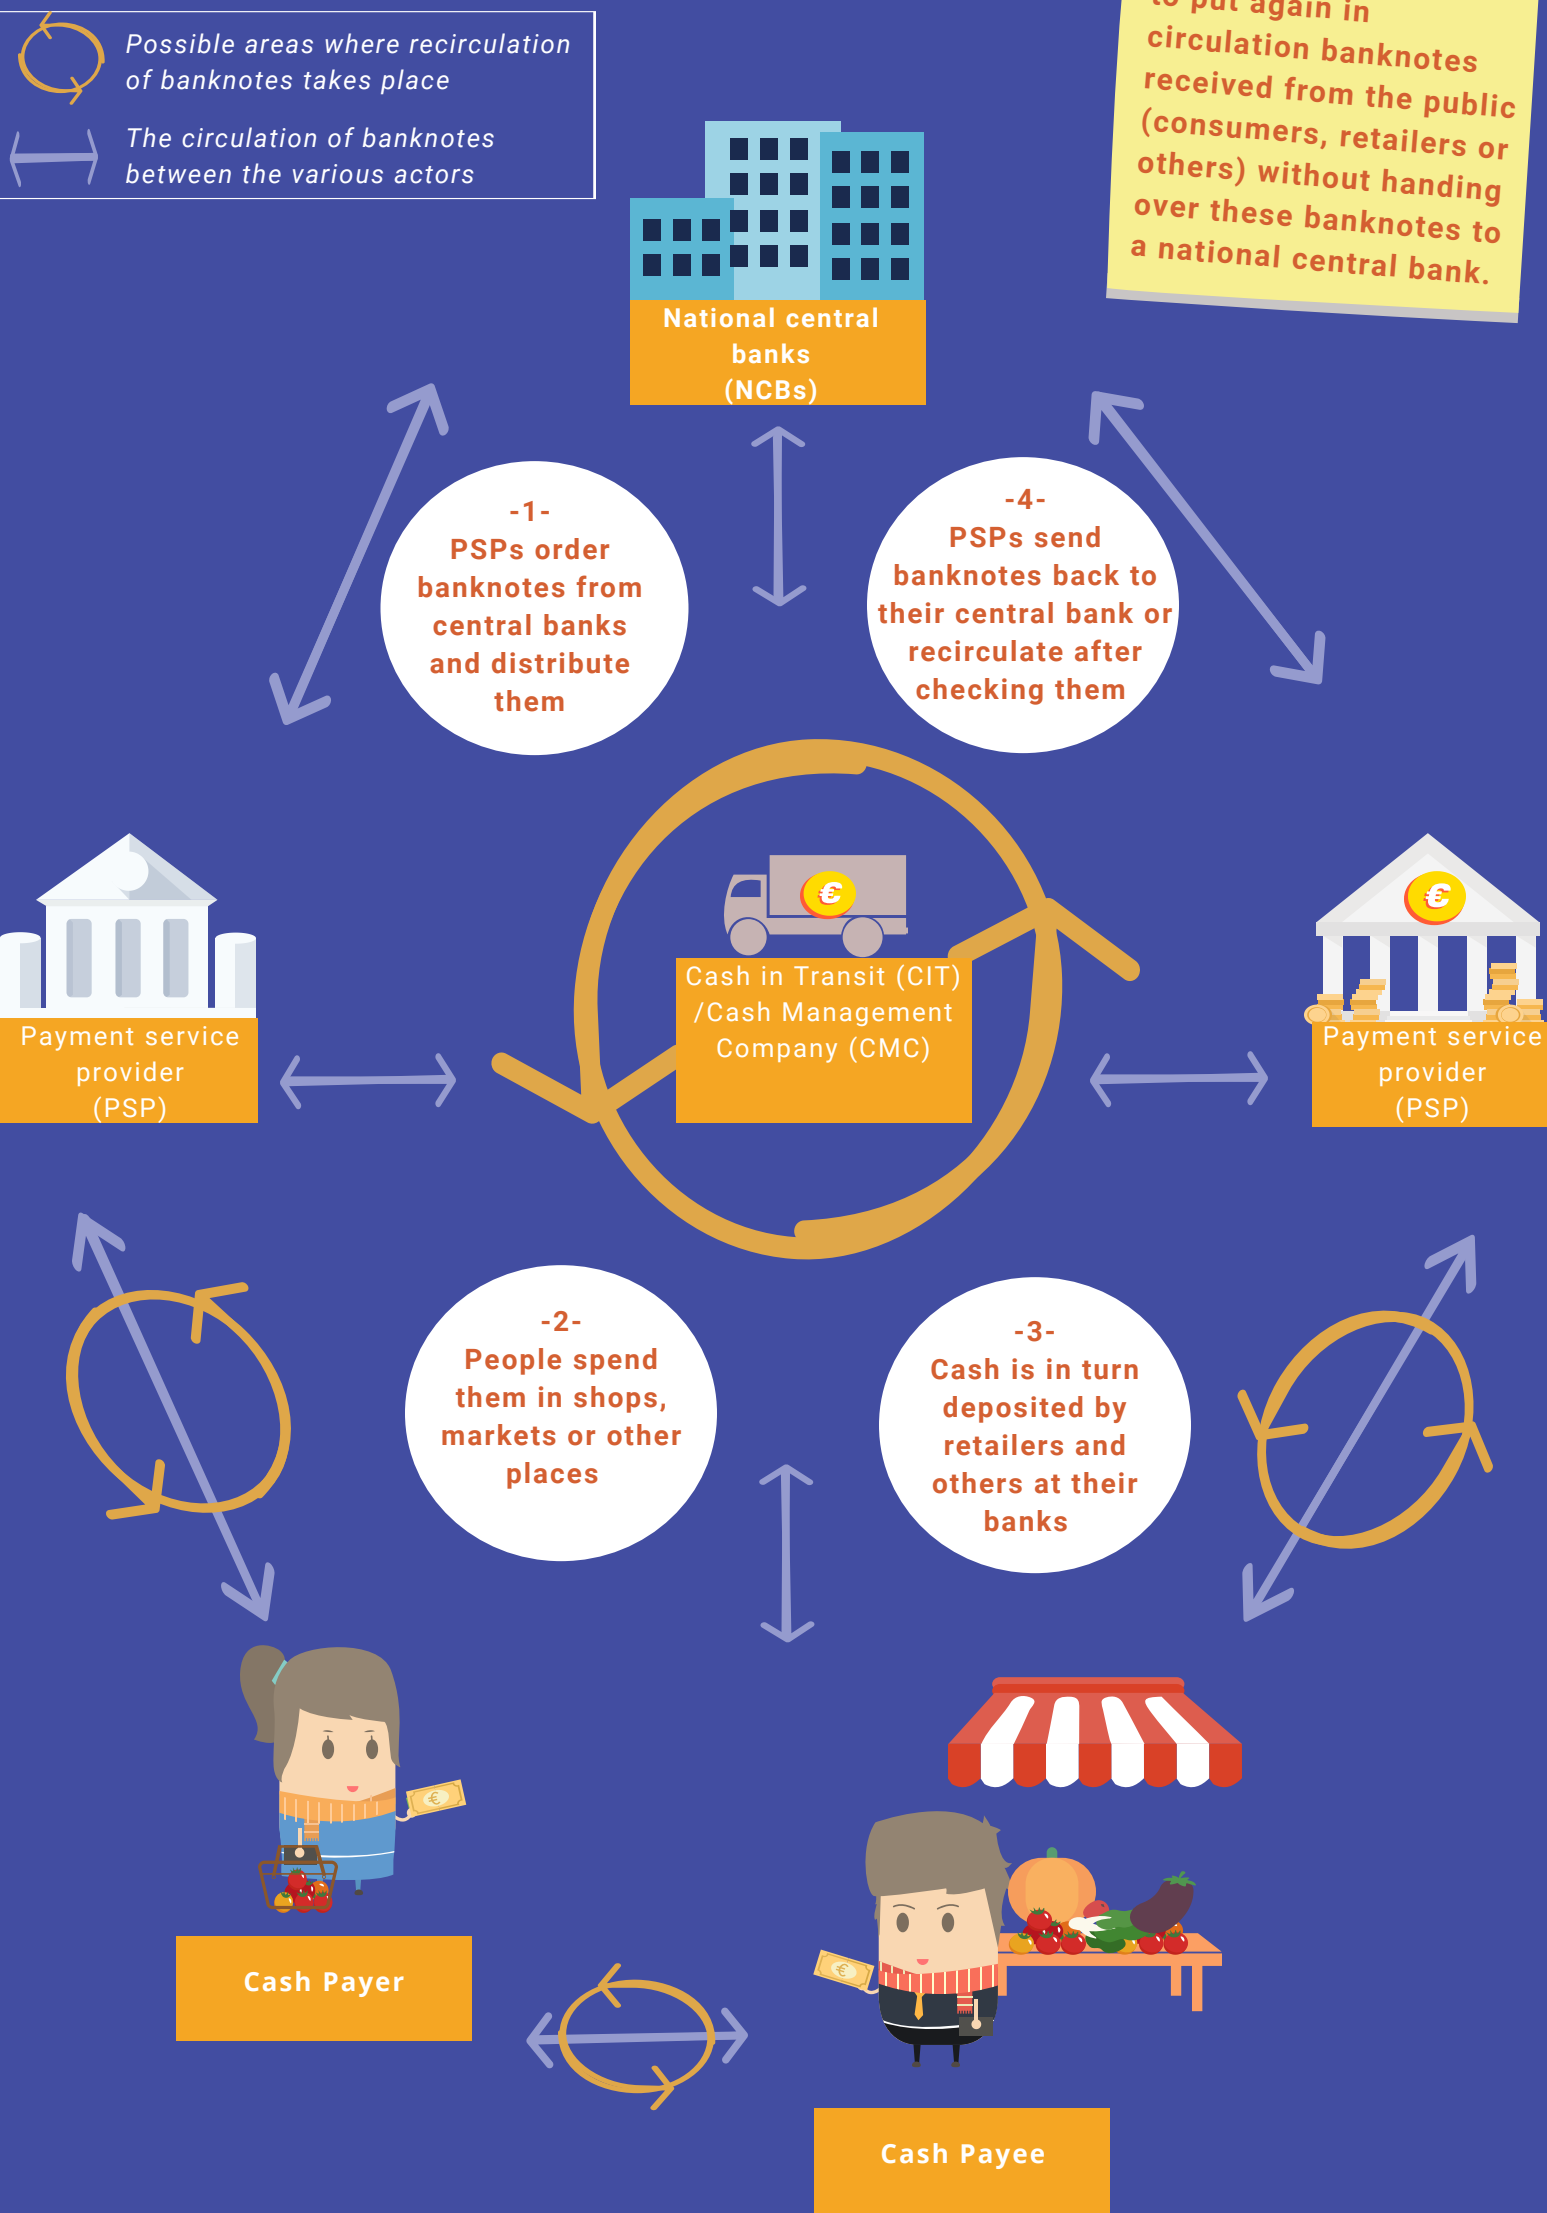 Possible areas where recirculation
of banknotes takes place
The circulation of banknotes
between the various actors
to put again in
circulation banknotes
received from the public
(consumers, retailers or
others) without handing
over these banknotes to
a national central bank.
National central
banks
(NCBs)
-1-
PSPs order
banknotes from
central banks
and distribute
them
-4-
PSPs send
banknotes back to
their central bank or
recirculate after
checking them
€
€
Cash in Transit (CIT)
/Cash Management
Company (CMC)
Payment service
provider
(PSP)
Payment service
provider
(PSP)
-2-
People spend
them in shops,
markets or other
places
-3-
Cash is in turn
deposited by
retailers and
others at their
banks
€
€
Cash Payer
Cash Payee